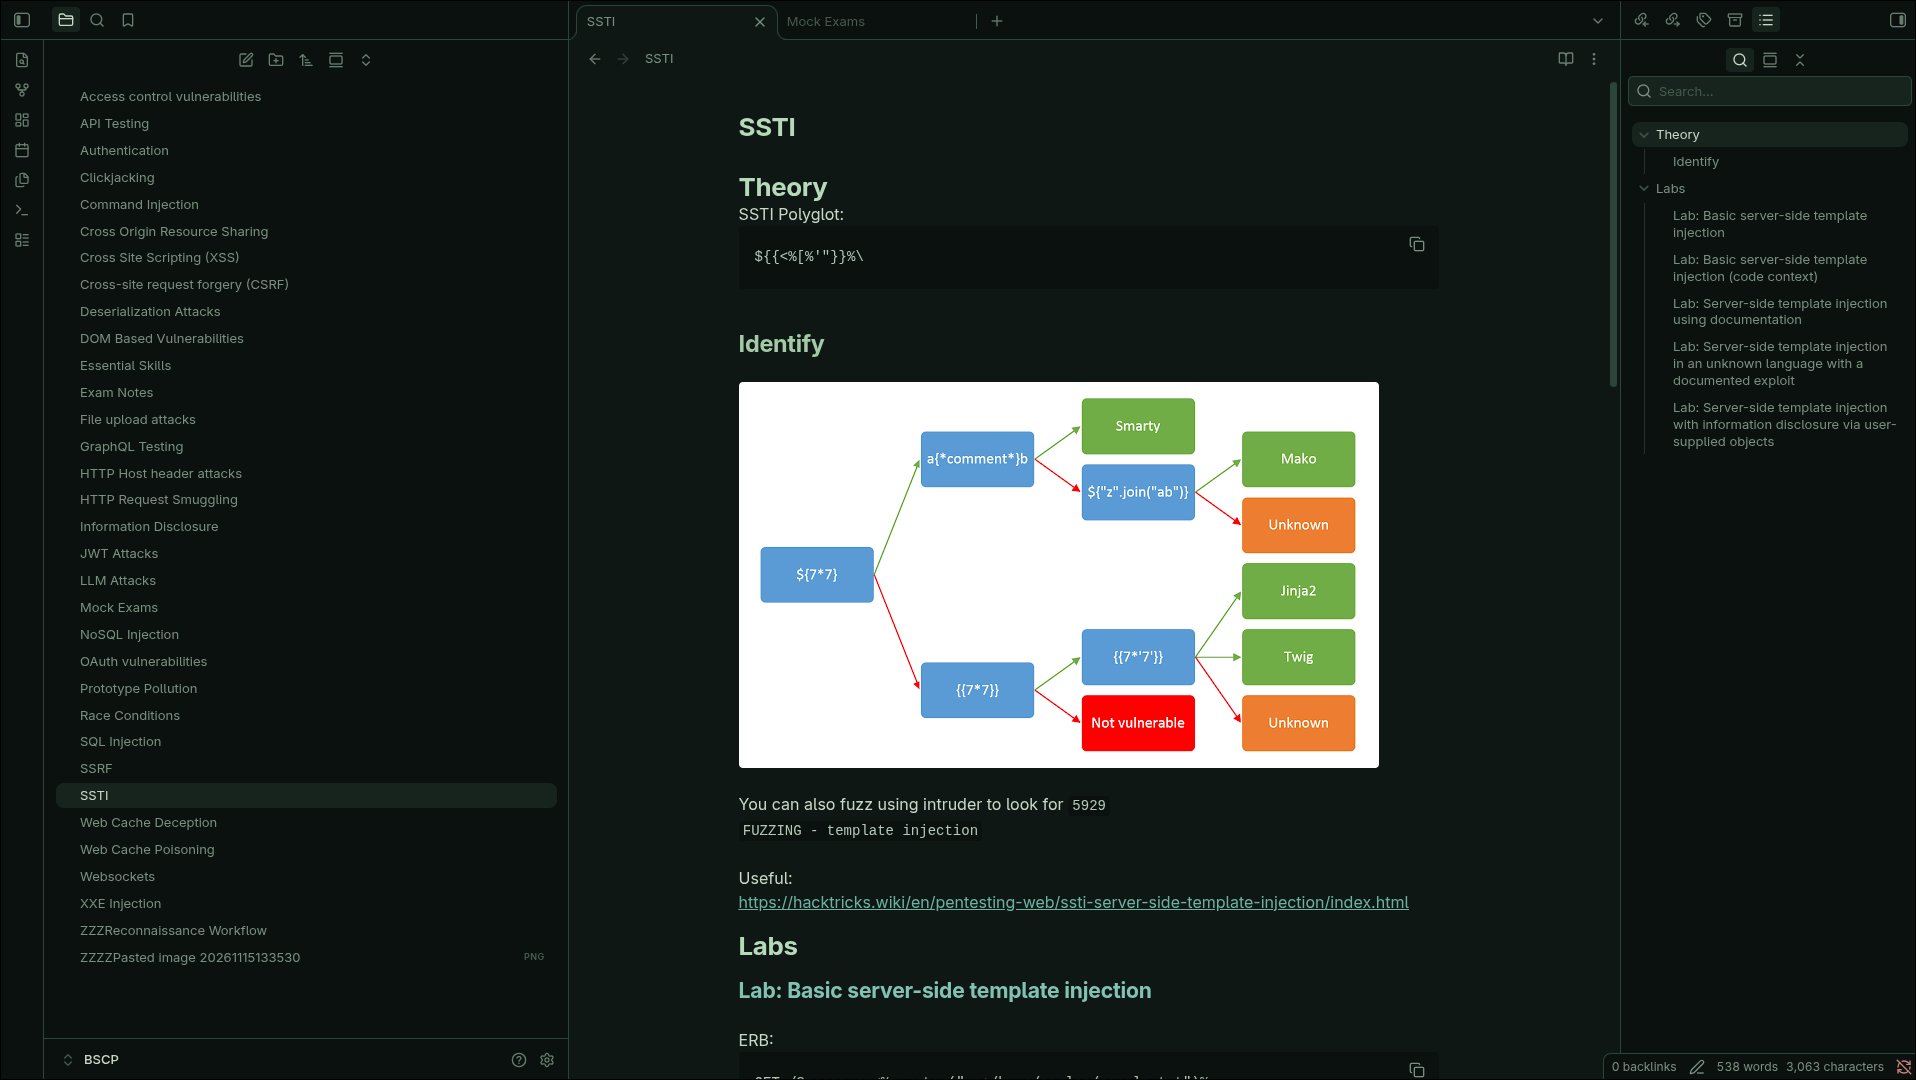 SSTI
Mock Exams
SSTI
Access control vulnerabilities
API Testing
Authentication
Clickjacking
Command Injection
Cross Origin Resource Sharing
Cross Site Scripting (XSS)
Cross-site request forgery (CSRF)
Deserialization Attacks
DOM Based Vulnerabilities
Essential Skills
Exam Notes
File upload attacks
GraphQL Testing
HTTP Host header attacks
HTTP Request Smuggling
Information Disclosure
JWT Attacks
LLM Attacks
Mock Exams
NoSQL Injection
OAuth vulnerabilities
Prototype Pollution
Race Conditions
SQL Injection
SSRF
SSTI
Web Cache Deception
Web Cache Poisoning
Websockets
XXE Injection
ZZZReconnaissance Workflow
ZZZZPasted image 20261115133530
PNG
BSCP
SSTI
Theory
SSTI Polyglot:
${{<%[%'"}}%\
Identify
${7*7}
a{*comment*}b
Smarty
${"z".join("ab")}
Mako
Unknown
{{7*7}}
{{7*'7'}}
Not vulnerable
Jinja2
Twig
Unknown
You can also fuzz using intruder to look for 5929
FUZZING - template injection
Useful:
https://hacktricks.wiki/en/pentesting-web/ssti-server-side-template-injection/index.html
Labs
Lab: Basic server-side template injection
ERB:
Search...
Theory
Identify
Labs
Lab: Basic server-side template
injection
Lab: Basic server-side template
injection (code context)
Lab: Server-side template injection
using documentation
Lab: Server-side template injection
in an unknown language with a
documented exploit
Lab: Server-side template injection
with information disclosure via user-
supplied objects
0 backlinks
538 words 3,063 characters